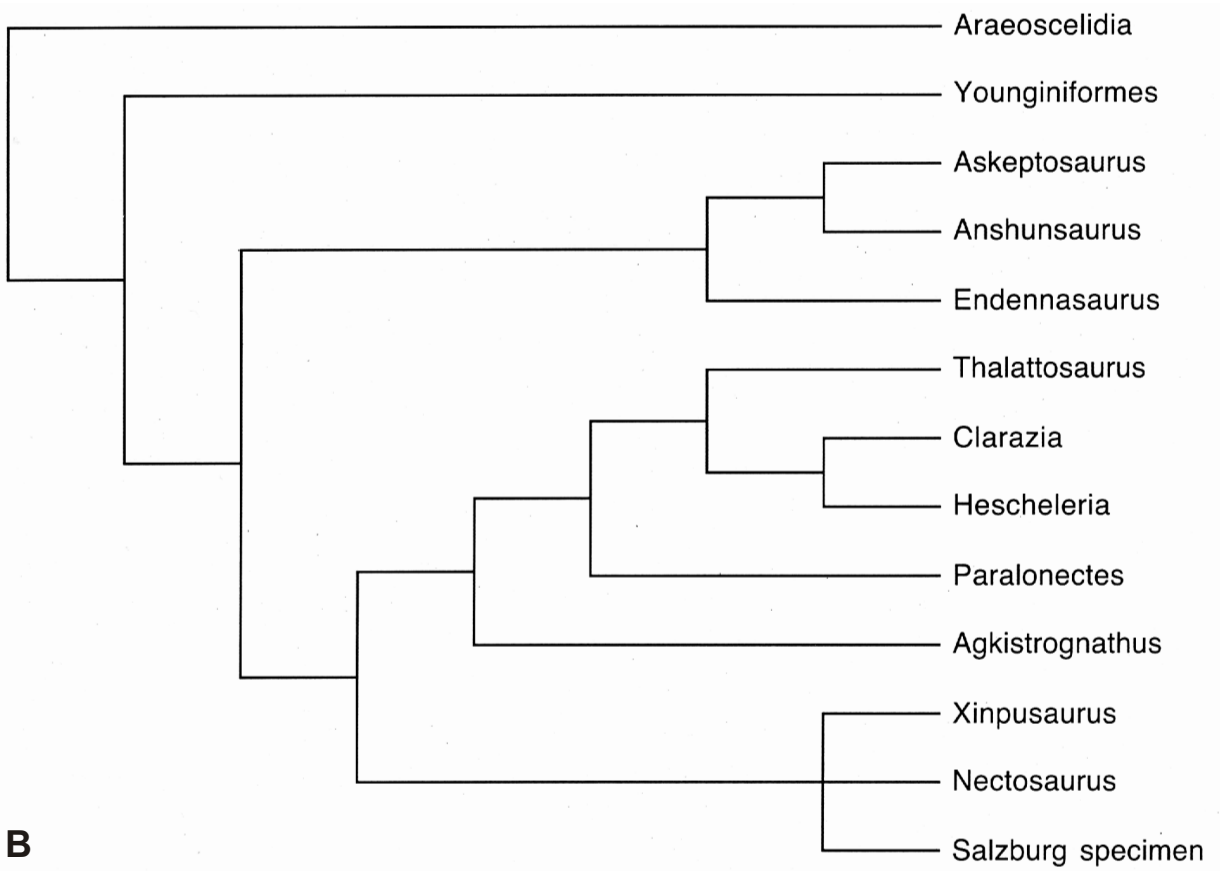 Araeoscelidia
Younginiformes
Askeptosaurus
Anshunsaurus
Endennasaurus
Thalattosaurus
Clarazia
Hescheleria
Paralonectes
Agkistrognathus
Xinpusaurus
Nectosaurus
Salzburg specimen
B